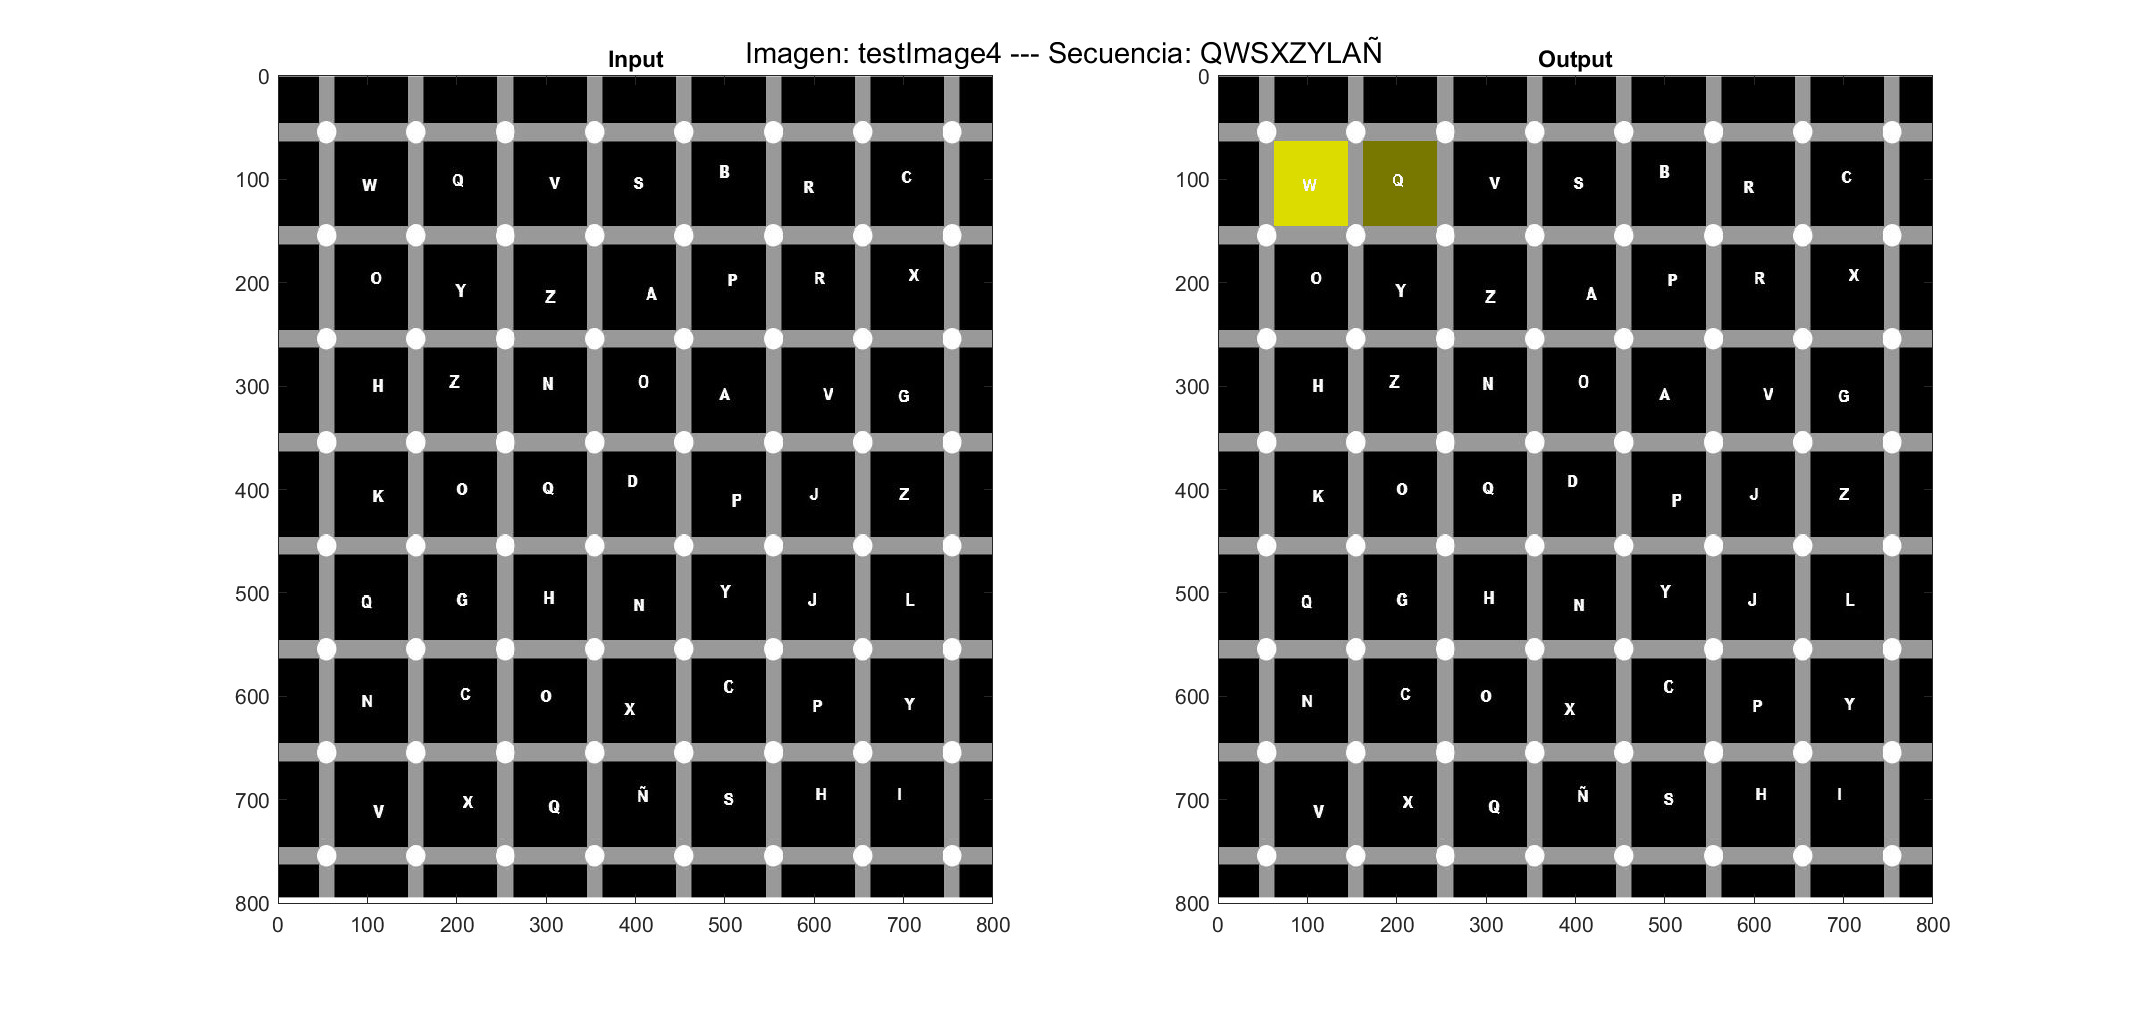 Imagen: testImage4 --- Secuencia: QWSXZYLAÑ
Input
0
100
200
300
400
500
600
700
800
W Q V S B R C
O Y Z A P R X
H Z N O A V G
K O Q D P J Z
Q G H N Y J L
N C O X C P Y
V X Q Ñ S H I
0 100 200 300 400 500 600 700 800
Output
0
100
200
300
400
500
600
700
800
W Q V S B R C
O Y Z A P R X
H Z N O A V G
K O Q D P J Z
Q G H N Y J L
N C O X C P Y
V X Q Ñ S H I
0 100 200 300 400 500 600 700 800